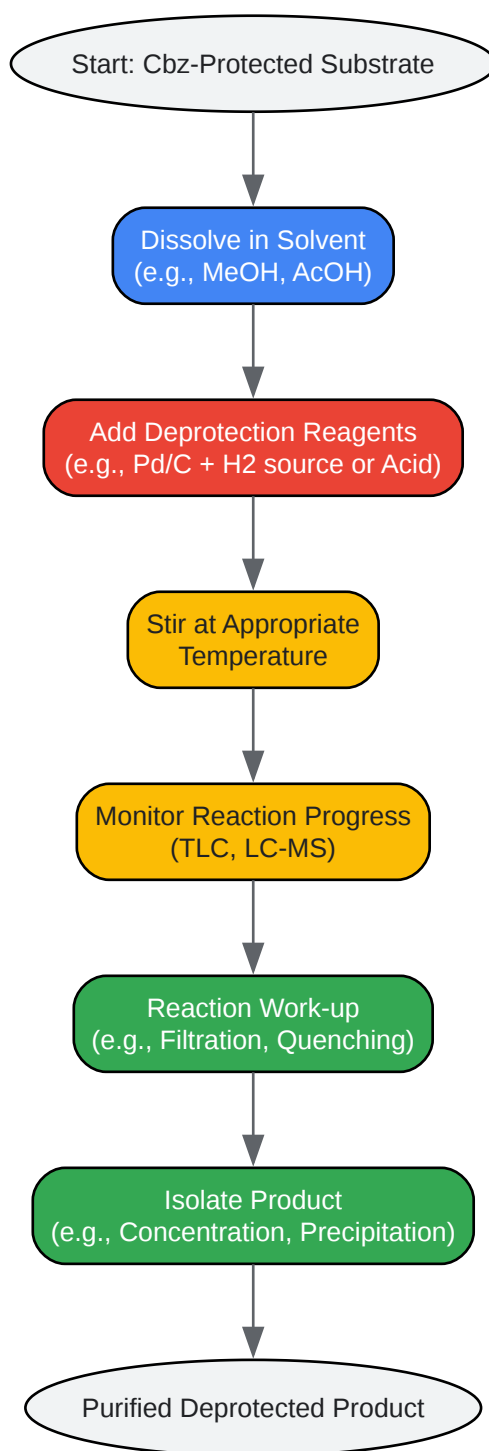 Start: Cbz-Protected Substrate
Dissolve in Solvent
(e.g., MeOH, AcOH)
Add Deprotection Reagents
(e.g., Pd/C + H2 source or Acid)
Stir at Appropriate
Temperature
Monitor Reaction Progress
(TLC, LC-MS)
Reaction Work-up
(e.g., Filtration, Quenching)
Isolate Product
(e.g., Concentration, Precipitation)
Purified Deprotected Product